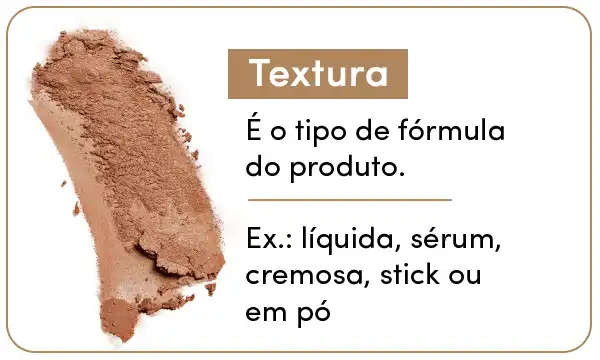 Textura
É o tipo de fórmula
do produto.
Ex.: líquida, sérum,
cremosa, stick ou
em pó